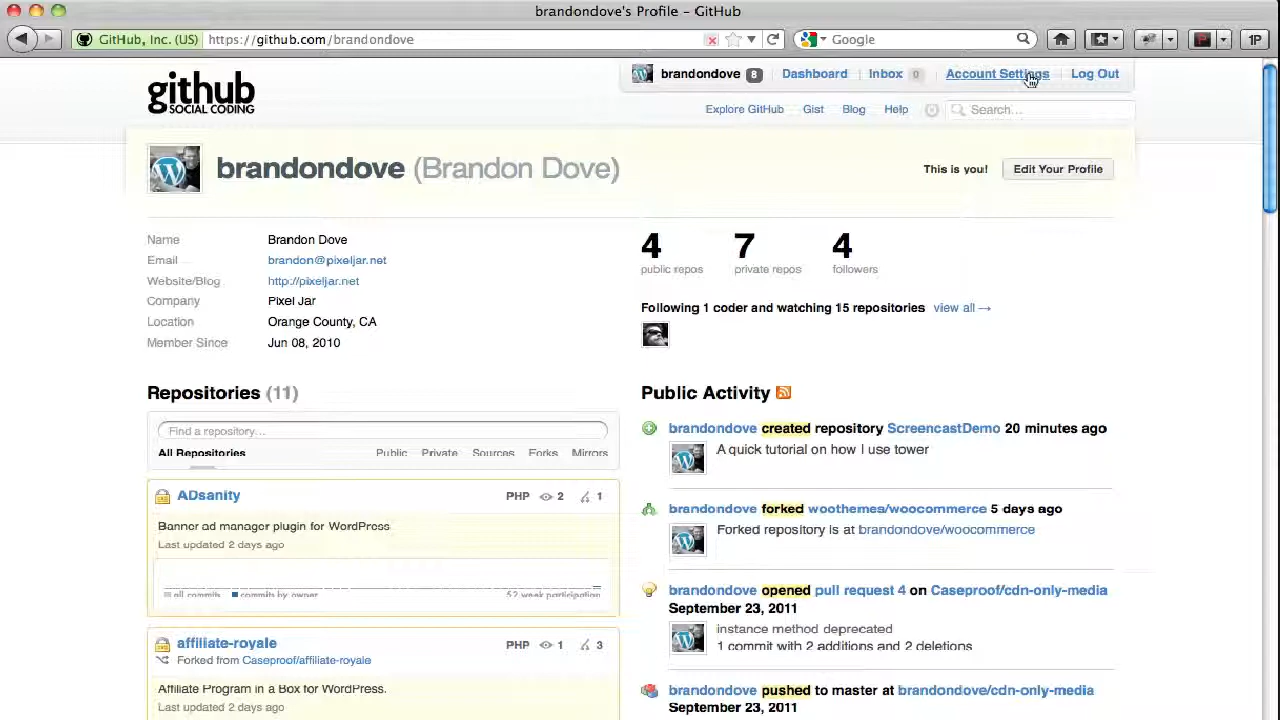 brandondove's Profile – GitHub
GitHub, Inc. (US) https://github.com/brandondove Google 1P
github
SOCIAL CODING
brandondove 8 Dashboard Inbox 0 Account Settings Log Out
Explore GitHub Gist Blog Help Search...
brandondove (Brandon Dove)
This is you! Edit Your Profile
Name Brandon Dove
Email brandon@pixeljar.net
Website/Blog http://pixeljar.net
Company Pixel Jar
Location Orange County, CA
Member Since Jun 08, 2010
4 7 4
public repos private repos followers
Following 1 coder and watching 15 repositories view all →
Repositories (11)
Find a repository...
All Repositories Public Private Sources Forks Mirrors
ADsanity PHP 2 1
Banner ad manager plugin for WordPress
Last updated 2 days ago
all commits commits by owner 52 week participation
affiliate-royale PHP 1 3
Forked from Caseproof/affiliate-royale
Affiliate Program in a Box for WordPress.
Last updated 2 days ago
Public Activity
brandondove created repository ScreencastDemo 20 minutes ago
A quick tutorial on how I use tower
brandondove forked woothemes/woocommerce 5 days ago
Forked repository is at brandondove/woocommerce
brandondove opened pull request 4 on Caseproof/cdn-only-media
September 23, 2011
instance method deprecated
1 commit with 2 additions and 2 deletions
brandondove pushed to master at brandondove/cdn-only-media
September 23, 2011